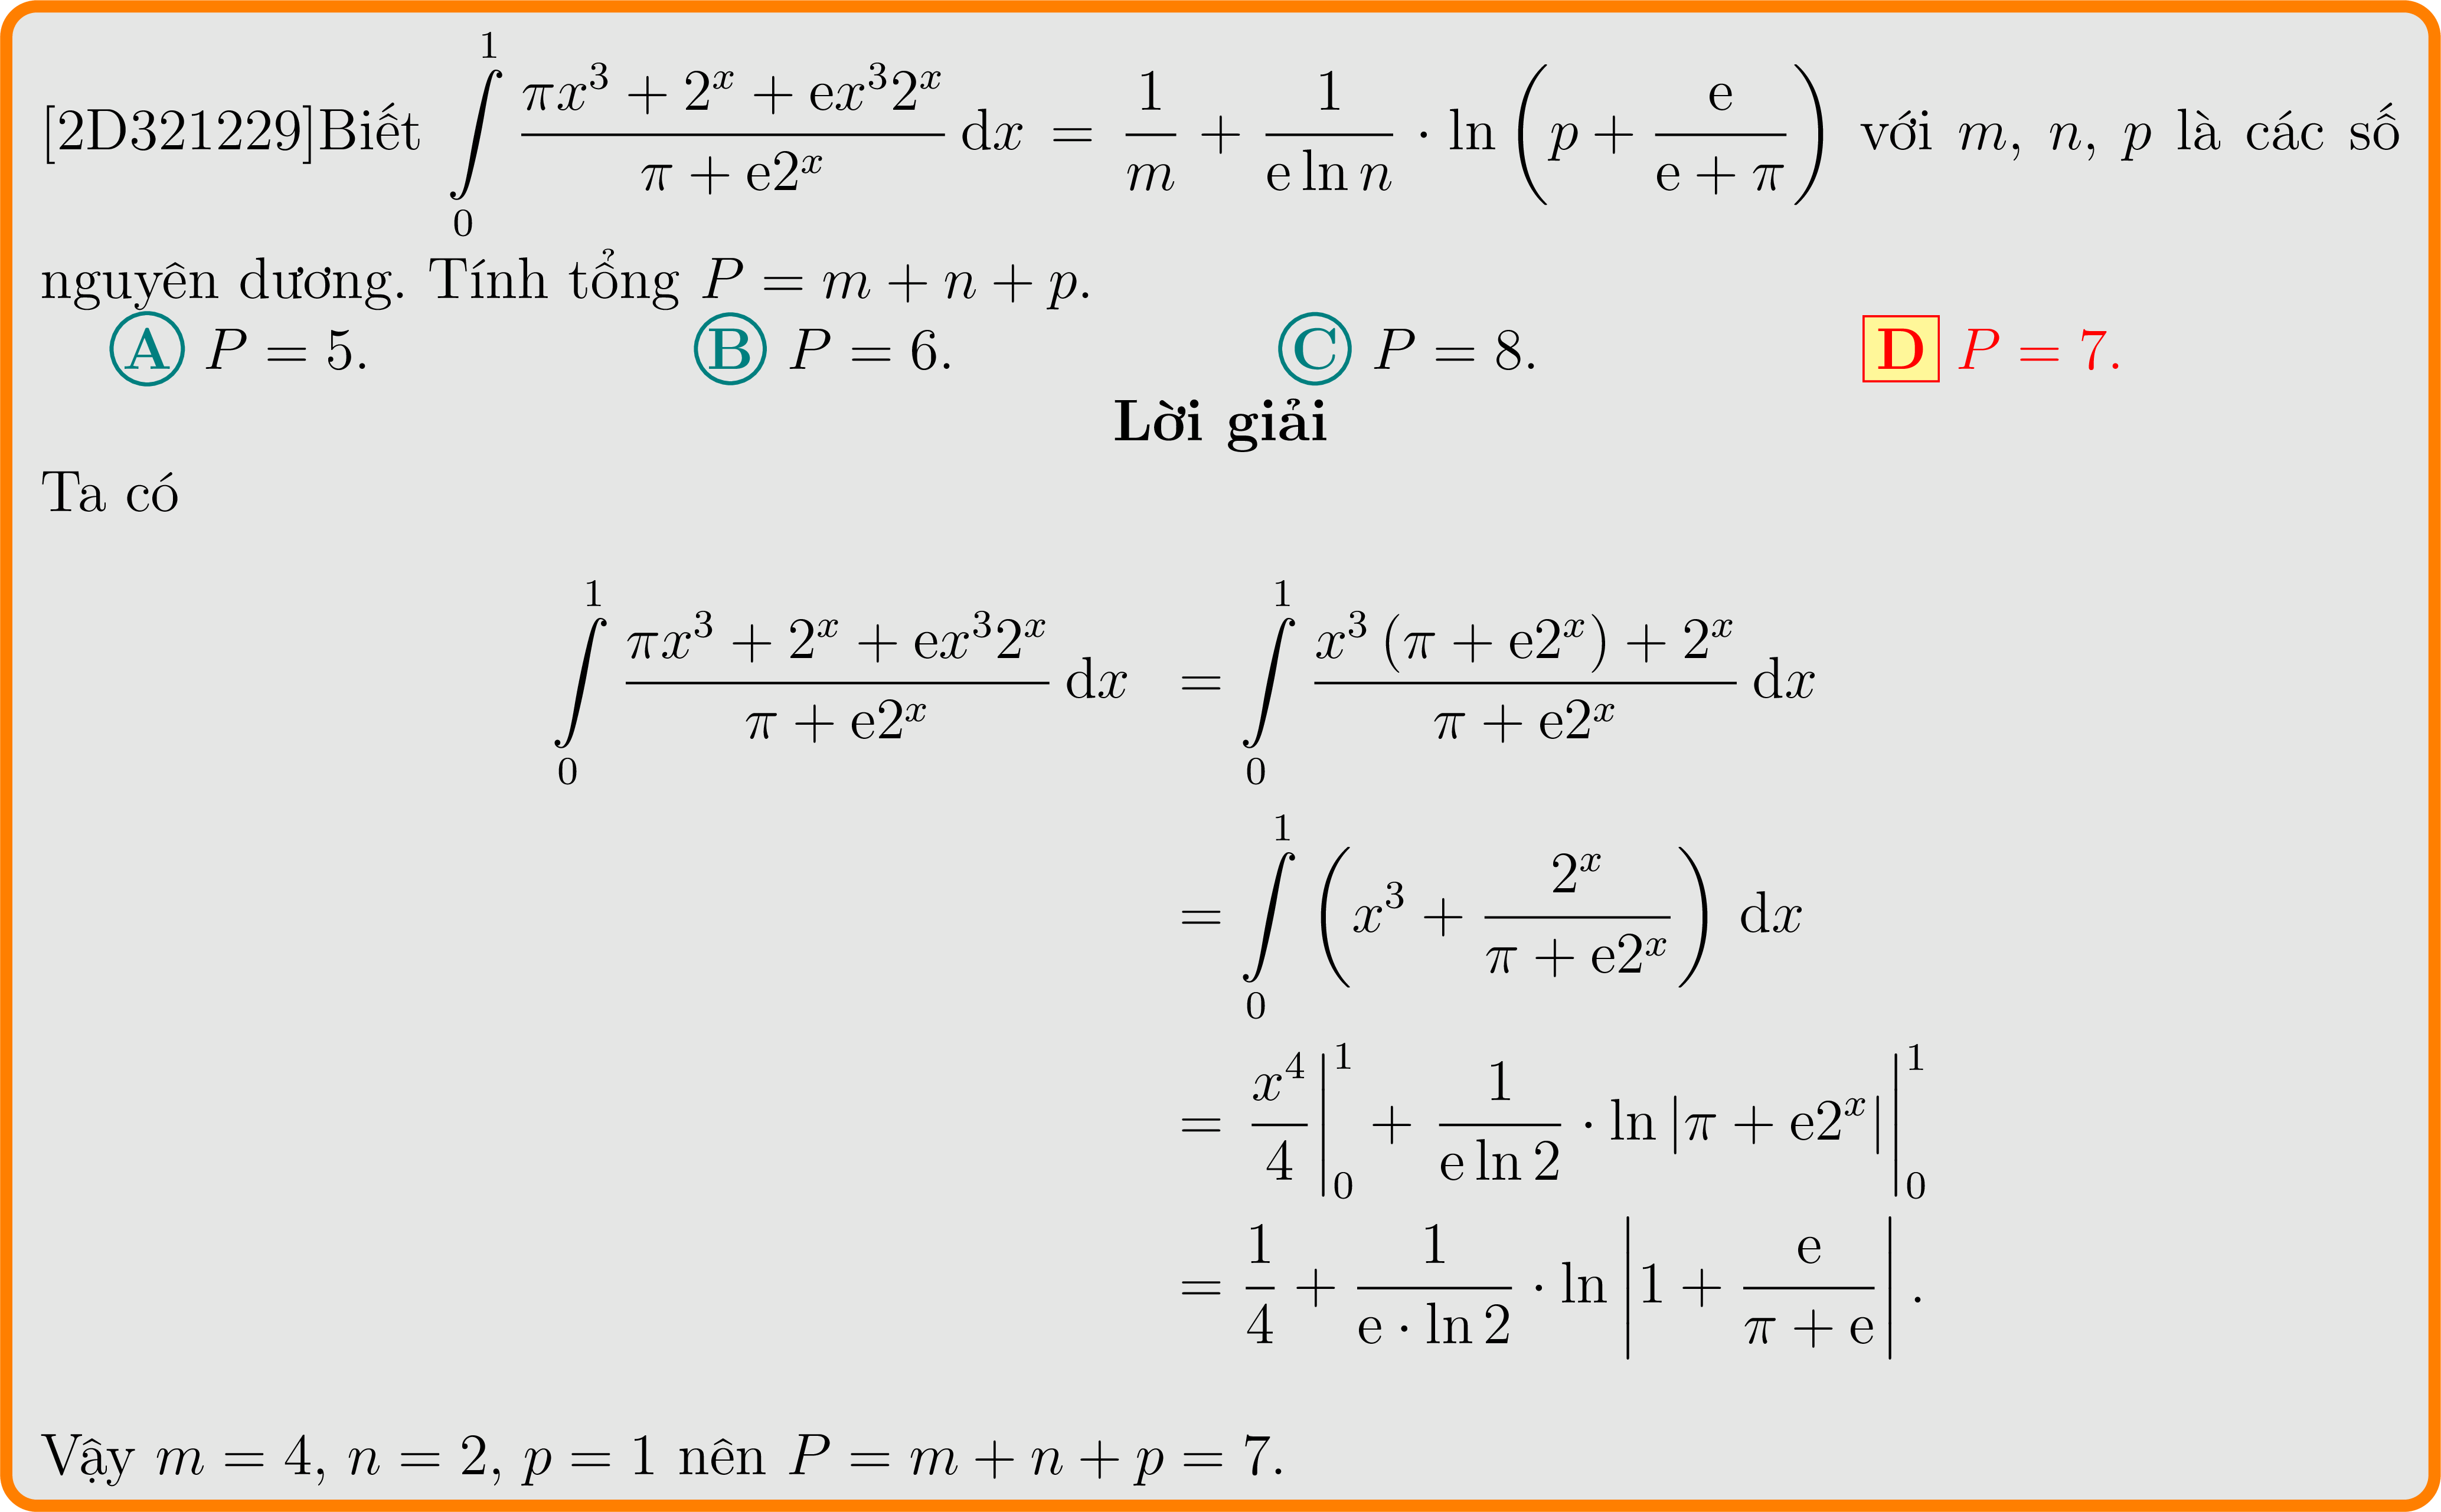 [2D321229]Biết $\int\limits_0^1 \frac{\pi x^3 + 2^x + \mathrm{e}x^3 2^x}{\pi + \mathrm{e}2^x} \, \mathrm{d}x = \frac{1}{m} + \frac{1}{\mathrm{e} \ln n} \cdot \ln \left( p + \frac{\mathrm{e}}{\mathrm{e} + \pi} \right)$ với $m$, $n$, $p$ là các số
nguyên dương. Tính tổng $P = m + n + p$.
A $P = 5.$ B $P = 6.$ C $P = 8.$ D $P = 7.$
Lời giải
Ta có
$\int\limits_0^1 \frac{\pi x^3 + 2^x + \mathrm{e}x^3 2^x}{\pi + \mathrm{e}2^x} \, \mathrm{d}x = \int\limits_0^1 \frac{x^3 \left( \pi + \mathrm{e}2^x \right) + 2^x}{\pi + \mathrm{e}2^x} \, \mathrm{d}x$
$= \int\limits_0^1 \left( x^3 + \frac{2^x}{\pi + \mathrm{e}2^x} \right) \, \mathrm{d}x$
$= \left. \frac{x^4}{4} \right|_0^1 + \left. \frac{1}{\mathrm{e} \ln 2} \cdot \ln \left| \pi + \mathrm{e}2^x \right| \right|_0^1$
$= \frac{1}{4} + \frac{1}{\mathrm{e} \cdot \ln 2} \cdot \ln \left| 1 + \frac{\mathrm{e}}{\pi + \mathrm{e}} \right|.$
Vậy $m = 4$, $n = 2$, $p = 1$ nên $P = m + n + p = 7.$